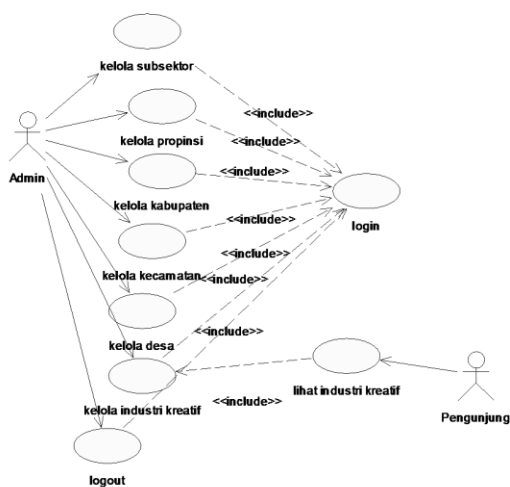 kelola subsektor
<<include>>
kelola propinsi
<<include>>
Admin
<<include>>
kelola kabupaten
<<include>>
login
kelola kecamatan
<<include>>
<<include>>
kelola desa
lihat industri kreatif
kelola industri kreatif
<<include>>
Pengunjung
logout